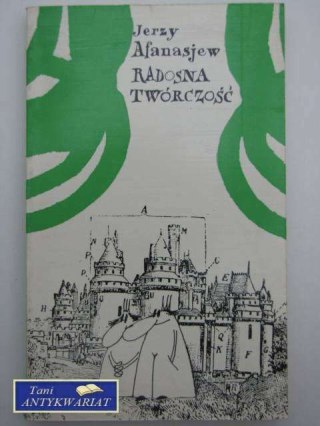 Jerzy
Afanasjew
RADOSNA
TWÓRCZOŚĆ
A
M
N
P
P
C
E
H
Q
K
F
G
Tani
ANTYKWARIAT